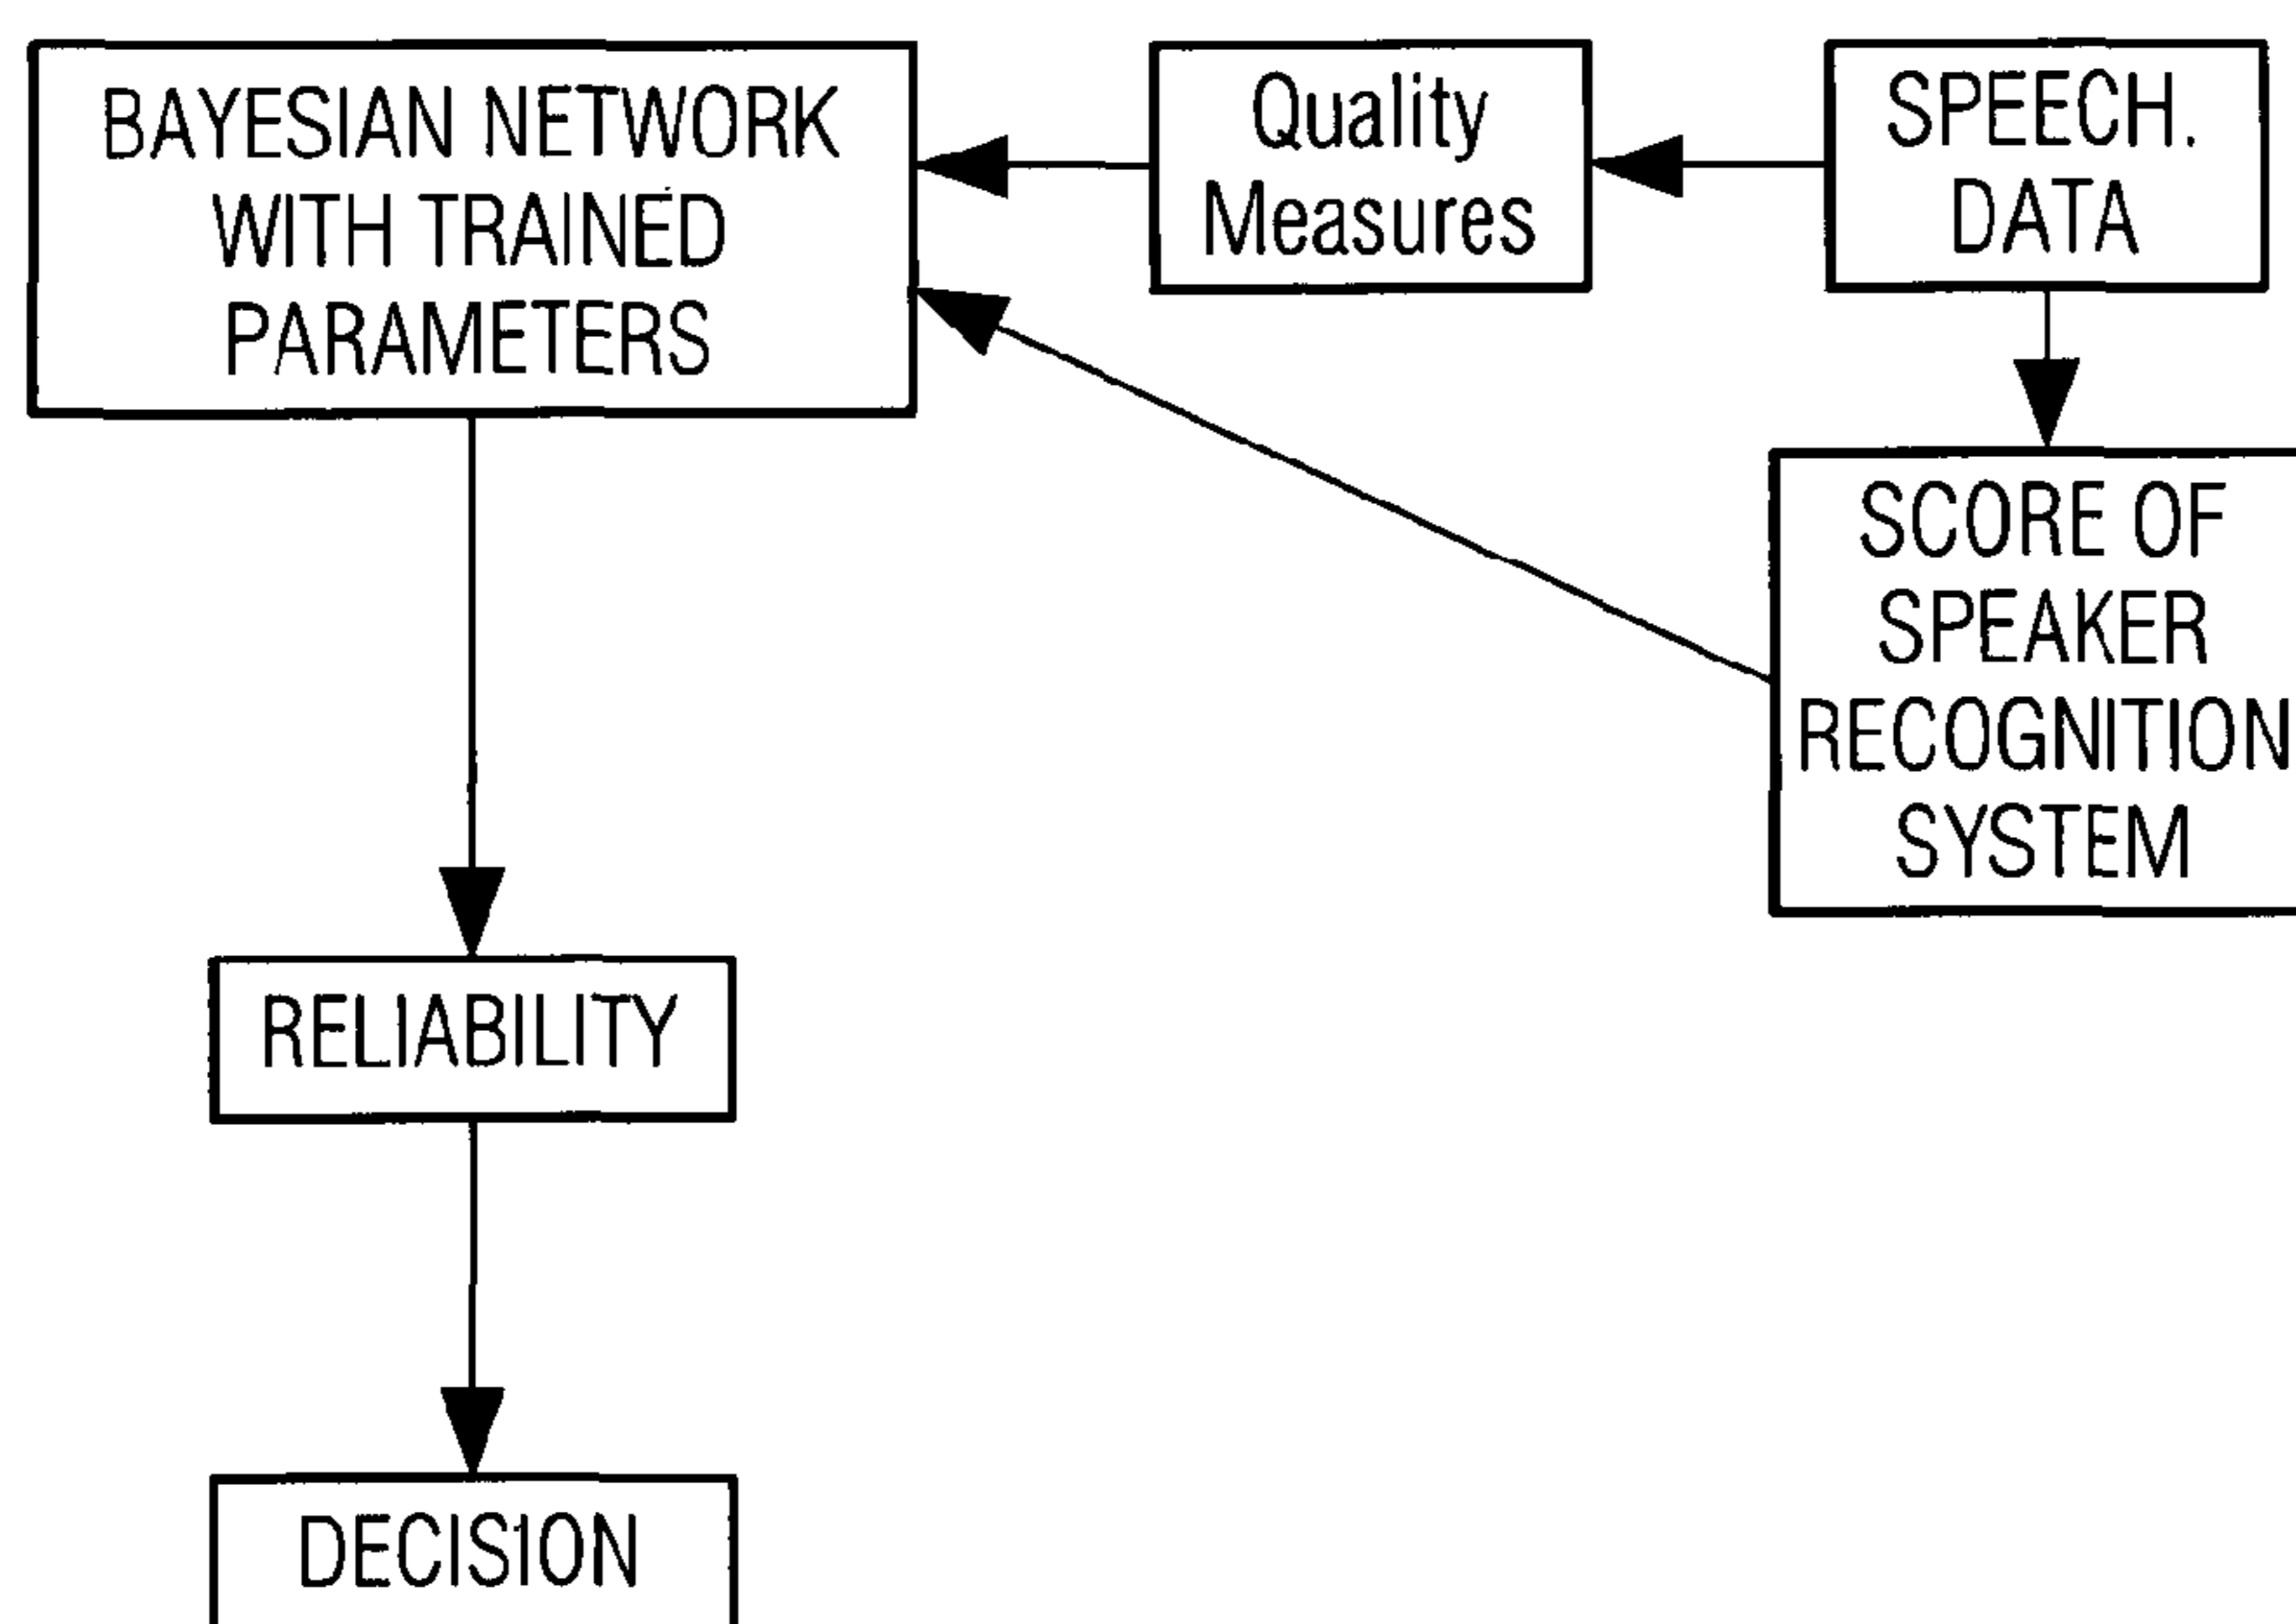 BAYESIAN NETWORK
WITH TRAINED
PARAMETERS
Quality
Measures
SPEECH.
DATA
SCORE OF
SPEAKER
RECOGNITION
SYSTEM
RELIABILITY
DECISION